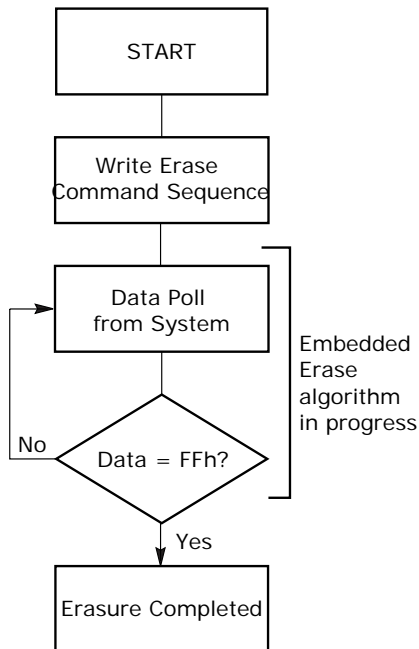 START
Write Erase
Command Sequence
Data Poll
from System
Embedded
Erase
algorithm
in progress
No
Data = FFh?
Yes
Erasure Completed